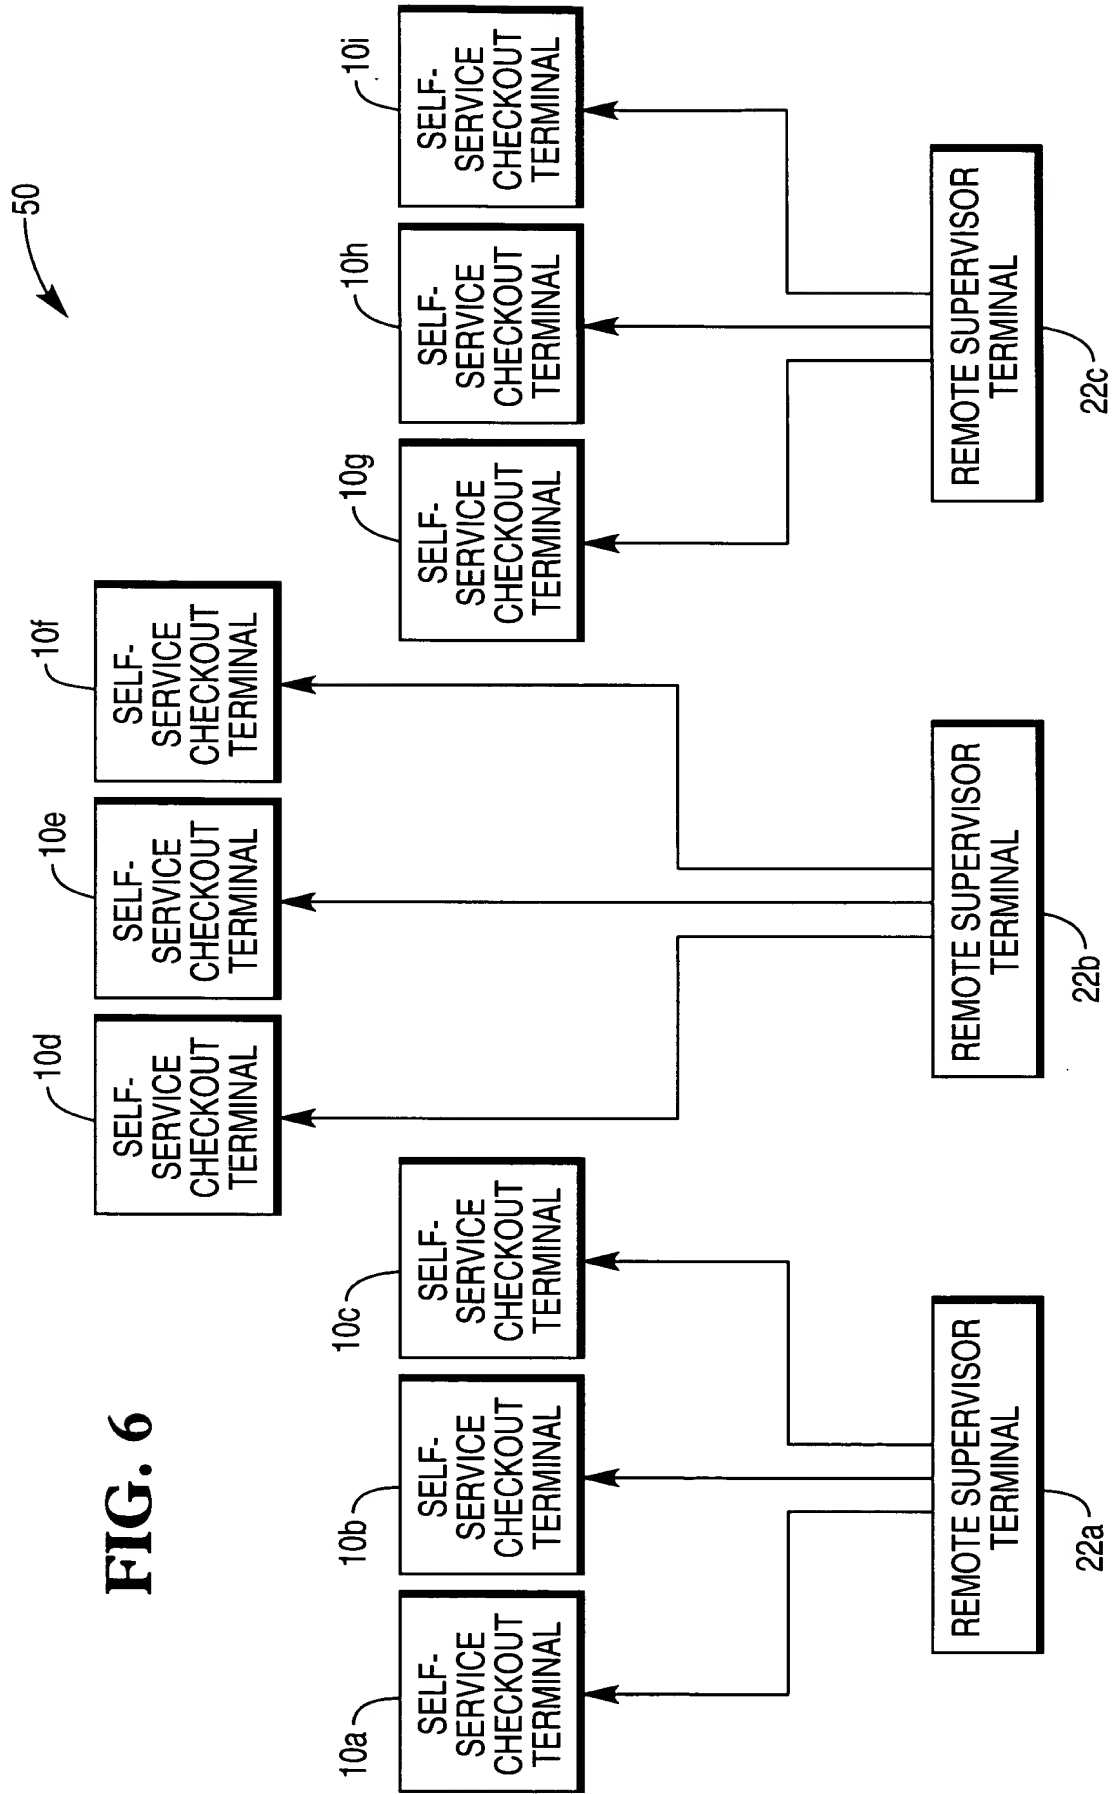 FIG. 6
50
10a
SELF-
SERVICE
CHECKOUT
TERMINAL
10b
SELF-
SERVICE
CHECKOUT
TERMINAL
10c
SELF-
SERVICE
CHECKOUT
TERMINAL
10d
SELF-
SERVICE
CHECKOUT
TERMINAL
10e
SELF-
SERVICE
CHECKOUT
TERMINAL
10f
SELF-
SERVICE
CHECKOUT
TERMINAL
10g
SELF-
SERVICE
CHECKOUT
TERMINAL
10h
SELF-
SERVICE
CHECKOUT
TERMINAL
10i
SELF-
SERVICE
CHECKOUT
TERMINAL
REMOTE SUPERVISOR
TERMINAL
22a
REMOTE SUPERVISOR
TERMINAL
22b
REMOTE SUPERVISOR
TERMINAL
22c